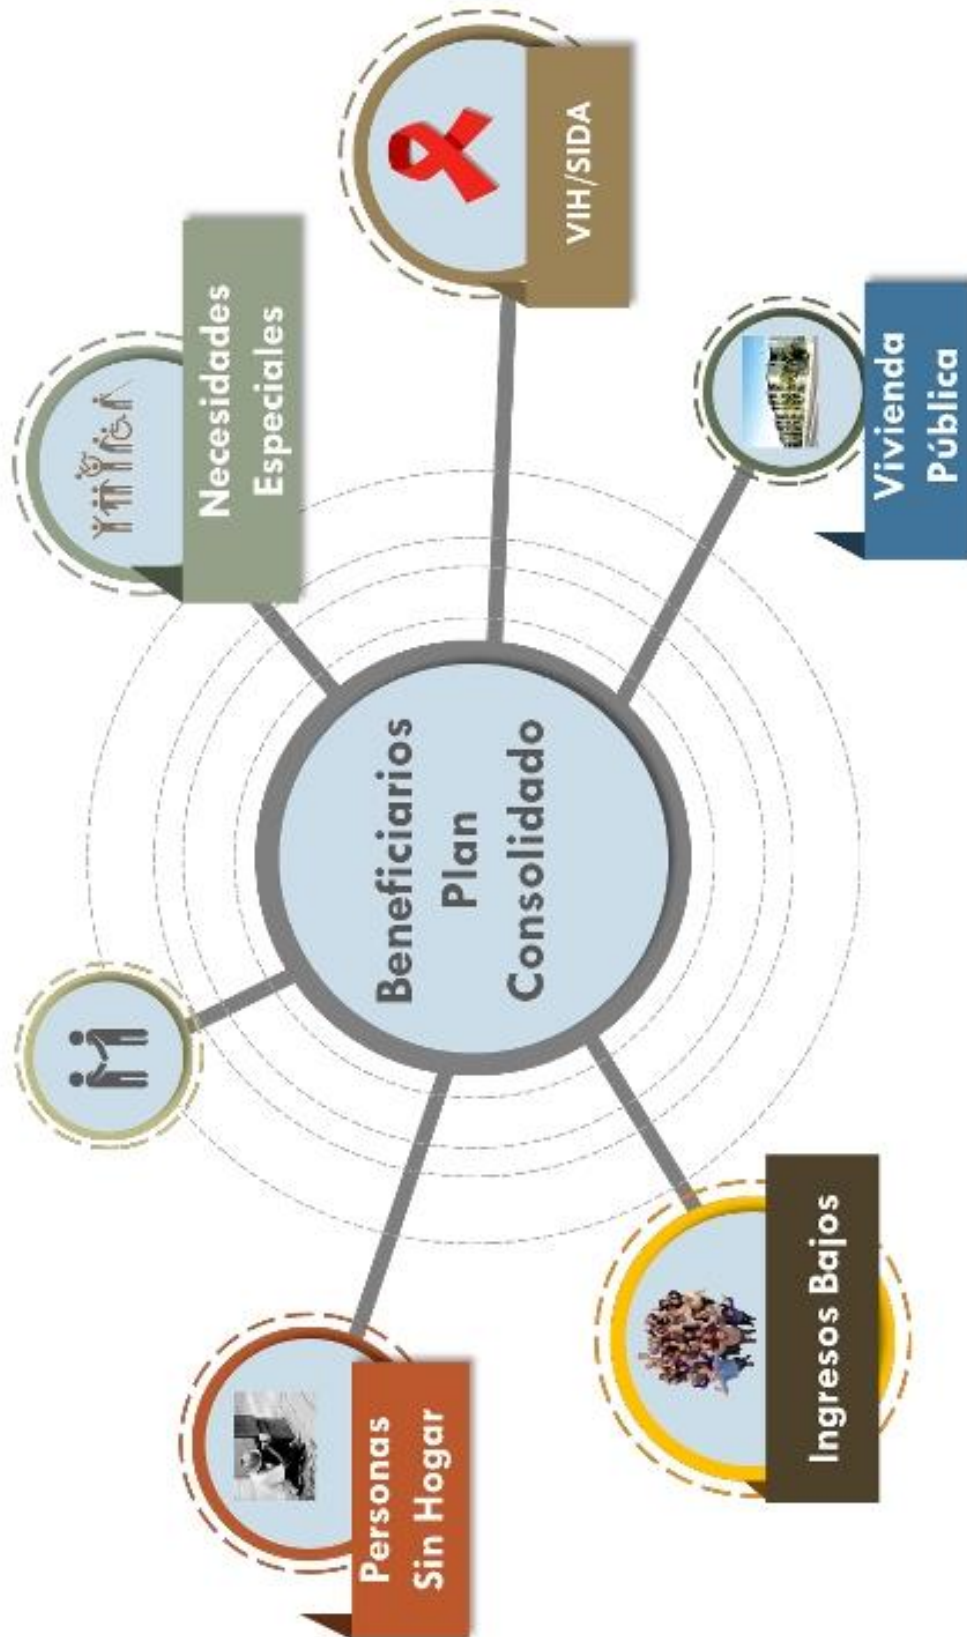 Beneficiarios
Plan
Consolidado
Necesidades
Especiales
VIH/SIDA
Vivienda
Pública
Ingresos Bajos
Personas
Sin Hogar